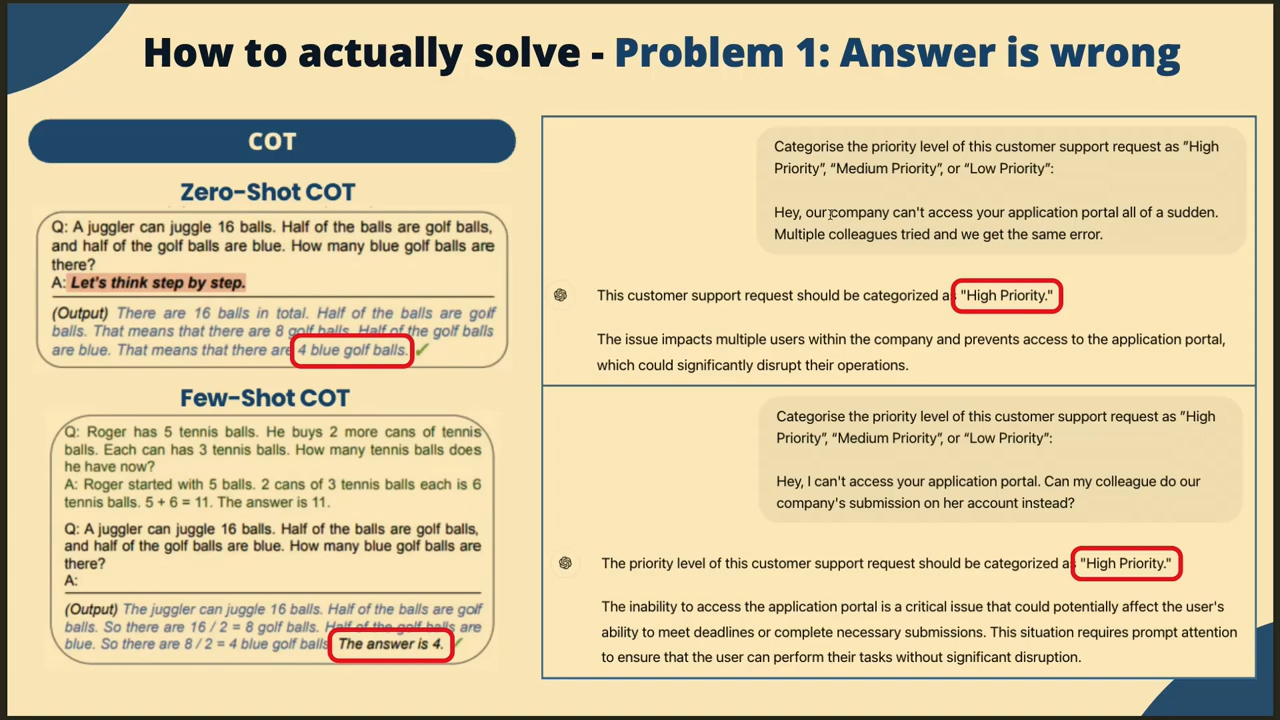 How to actually solve - Problem 1: Answer is wrong
COT
Zero-Shot COT
Q: A juggler can juggle 16 balls. Half of the balls are golf balls,
and half of the golf balls are blue. How many blue golf balls are
there?
A: Let's think step by step.
(Output) There are 16 balls in total. Half of the balls are golf
balls. That means that there are 8 golf balls. Half of the golf balls
are blue. That means that there are 4 blue golf balls. ✓
Few-Shot COT
Q: Roger has 5 tennis balls. He buys 2 more cans of tennis
balls. Each can has 3 tennis balls. How many tennis balls does
he have now?
A: Roger started with 5 balls. 2 cans of 3 tennis balls each is 6
tennis balls. 5 + 6 = 11. The answer is 11.
Q: A juggler can juggle 16 balls. Half of the balls are golf balls,
and half of the golf balls are blue. How many blue golf balls are
there?
A:
(Output) The juggler can juggle 16 balls. Half of the balls are golf
balls. So there are 16 / 2 = 8 golf balls. Half of the golf balls are
blue. So there are 8 / 2 = 4 blue golf balls. The answer is 4. ✓
Categorise the priority level of this customer support request as "High
Priority", "Medium Priority", or "Low Priority":
Hey, our company can't access your application portal all of a sudden.
Multiple colleagues tried and we get the same error.
This customer support request should be categorized as "High Priority."
The issue impacts multiple users within the company and prevents access to the application portal,
which could significantly disrupt their operations.
Categorise the priority level of this customer support request as "High
Priority", "Medium Priority", or "Low Priority":
Hey, I can't access your application portal. Can my colleague do our
company's submission on her account instead?
The priority level of this customer support request should be categorized as "High Priority."
The inability to access the application portal is a critical issue that could potentially affect the user's
ability to meet deadlines or complete necessary submissions. This situation requires prompt attention
to ensure that the user can perform their tasks without significant disruption.